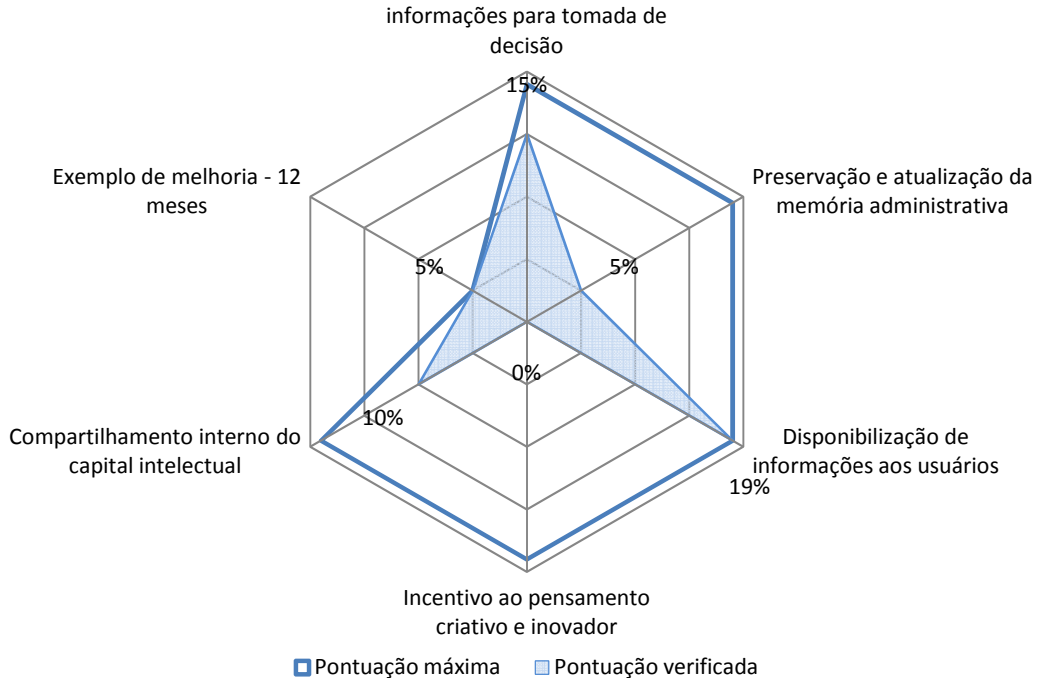 informações para tomada de
decisão
15%
Exemplo de melhoria - 12
meses
Preservação e atualização da
memória administrativa
5%
5%
0%
10%
Compartilhamento interno do
capital intelectual
Disponibilização de
informações aos usuários
19%
Incentivo ao pensamento
criativo e inovador
Pontuação máxima
Pontuação verificada